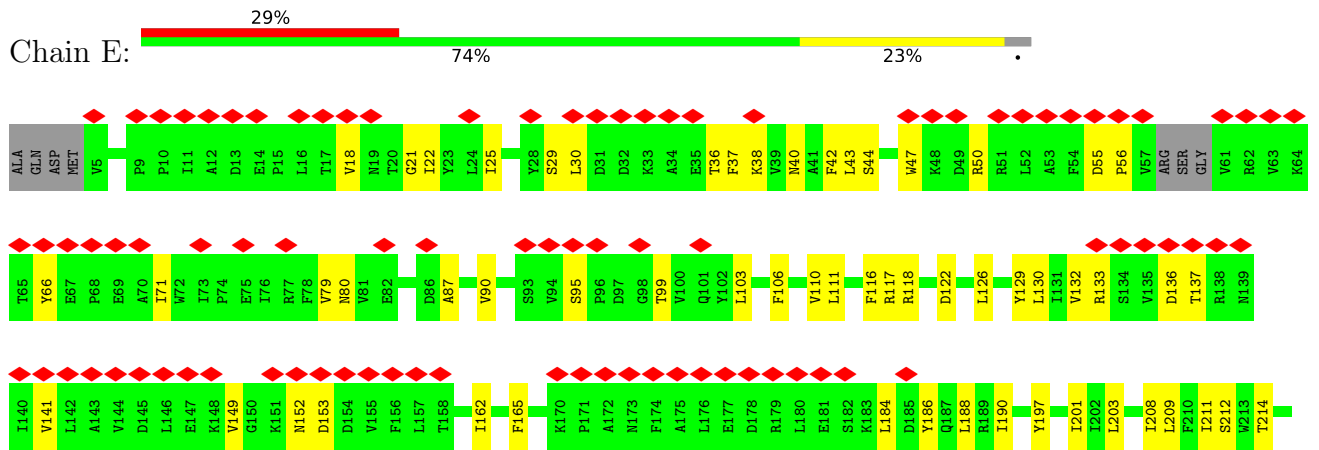 29%
Chain E:
74% 23% •
ALA GLN ASP MET V5 P9 P10 I11 A12 D13 E14 P15 L16 T17 V18 N19 T20 G21 I22 Y23 L24 I25 Y28 S29 L30 D31 D32 K33 A34 E35 T36 F37 K38 V39 N40 A41 F42 L43 S44 W47 K48 D49 R50 R51 L52 A53 F54 D55 P56 V57 ARG SER GLY V61 R62 V63 K64
T65 Y66 E67 P68 E69 A70 I71 W72 I73 P74 E75 I76 R77 F78 V79 N80 V81 E82 D86 A87 V90 S93 V94 S95 P96 D97 G98 T99 V100 Q101 Y102 L103 F106 V110 L111 F116 R117 R118 D122 L126 Y129 L130 I131 V132 R133 S134 V135 D136 T137 R138 N139
I140 V141 L142 A143 V144 D145 L146 E147 K148 V149 G150 K151 N152 D153 D154 V155 F156 L157 T158 I162 F165 K170 P171 A172 N173 F174 A175 L176 E177 D178 R179 L180 E181 S182 K183 L184 D185 Y186 Q187 L188 R189 I190 Y197 I201 I202 L203 I208 L209 F210 I211 S212 W213 T214